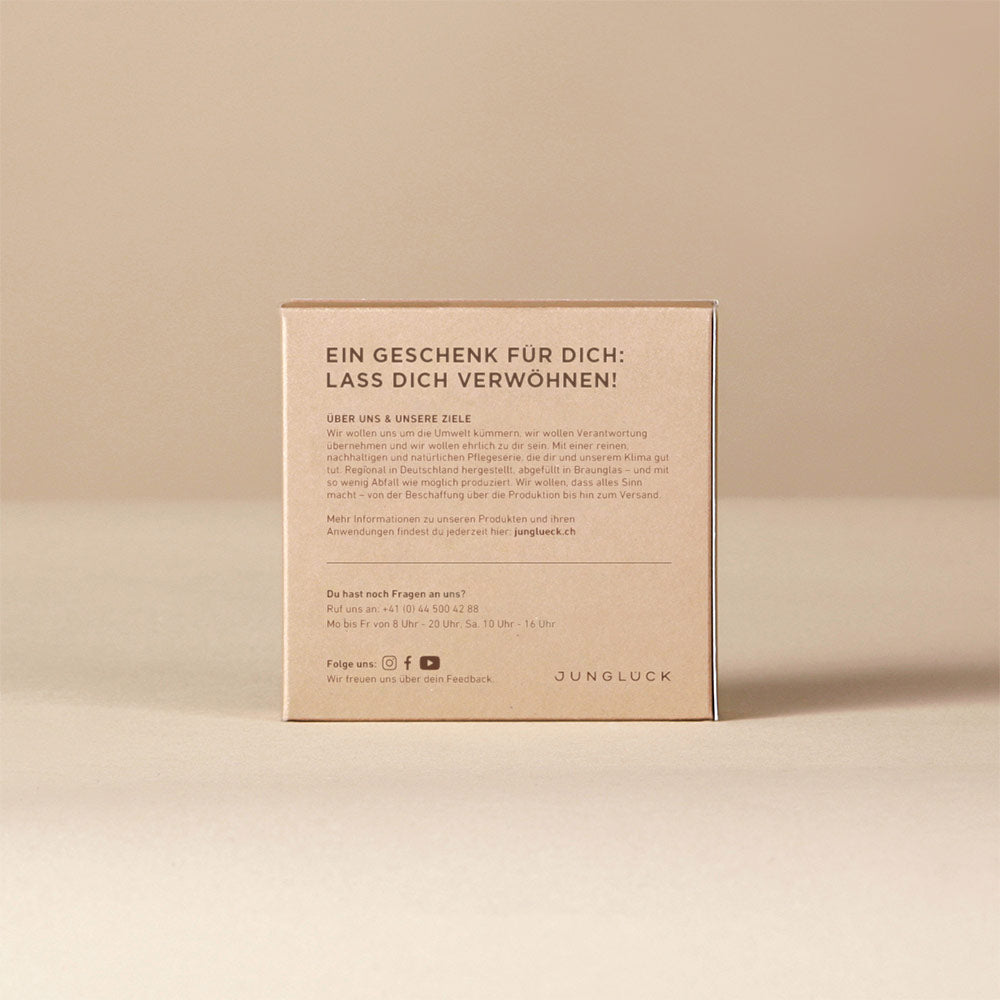 EIN GESCHENK FÜR DICH:
LASS DICH VERWÖHNEN!
ÜBER UNS & UNSERE ZIELE
Wir wollen uns um die Umwelt kümmern, wir wollen Verantwortung
übernehmen und wir wollen ehrlich zu dir sein. Mit einer reinen,
nachhaltigen und natürlichen Pflegeserie, die dir und unserem Klima gut
tut. Regional in Deutschland hergestellt, abgefüllt in Braunglas – und mit
so wenig Abfall wie möglich produziert. Wir wollen, dass alles Sinn
macht – von der Beschaffung über die Produktion bis hin zum Versand.
Mehr Informationen zu unseren Produkten und ihren
Anwendungen findest du jederzeit hier: junglueck.ch
Du hast noch Fragen an uns?
Ruf uns an: +41 (0) 44 500 42 88
Mo bis Fr von 8 Uhr - 20 Uhr, Sa. 10 Uhr - 16 Uhr
Folge uns:
Wir freuen uns über dein Feedback.
JUNGLÜCK